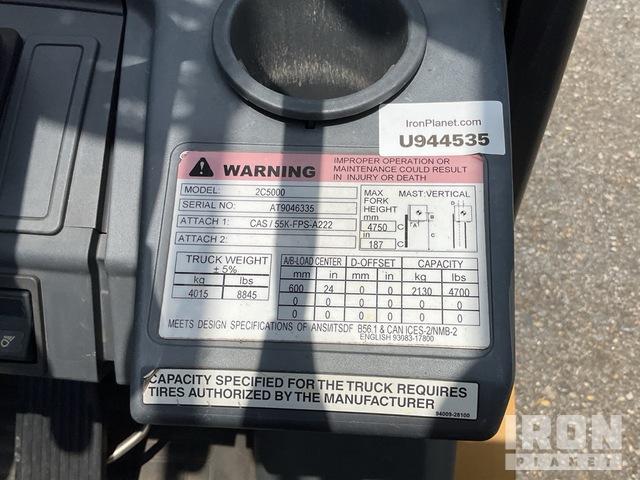 IronPlanet.com
U944535
WARNING
IMPROPER OPERATION OR
MAINTENANCE COULD RESULT
IN INJURY OR DEATH
MODEL: 2C5000
SERIAL NO: AT9046335
ATTACH 1: CAS / 55K-FPS-A222
ATTACH 2:
MAX
FORK
HEIGHT
mm
4750 C
in
187 C
MAST:VERTICAL
A
B
C
D
TRUCK WEIGHT
± 5%
kg lbs
4015 8845
A/B-LOAD CENTER D-OFFSET CAPACITY
mm in mm in kg lbs
600 24 0 0 2130 4700
0 0 0 0 0 0
0 0 0 0 0 0
MEETS DESIGN SPECIFICATIONS OF ANSI/ITSDF B56.1 & CAN ICES-2/NMB-2
ENGLISH 93083-17800
CAPACITY SPECIFIED FOR THE TRUCK REQUIRES
TIRES AUTHORIZED BY THE MANUFACTURER
94009-28100
IRON
PLANET